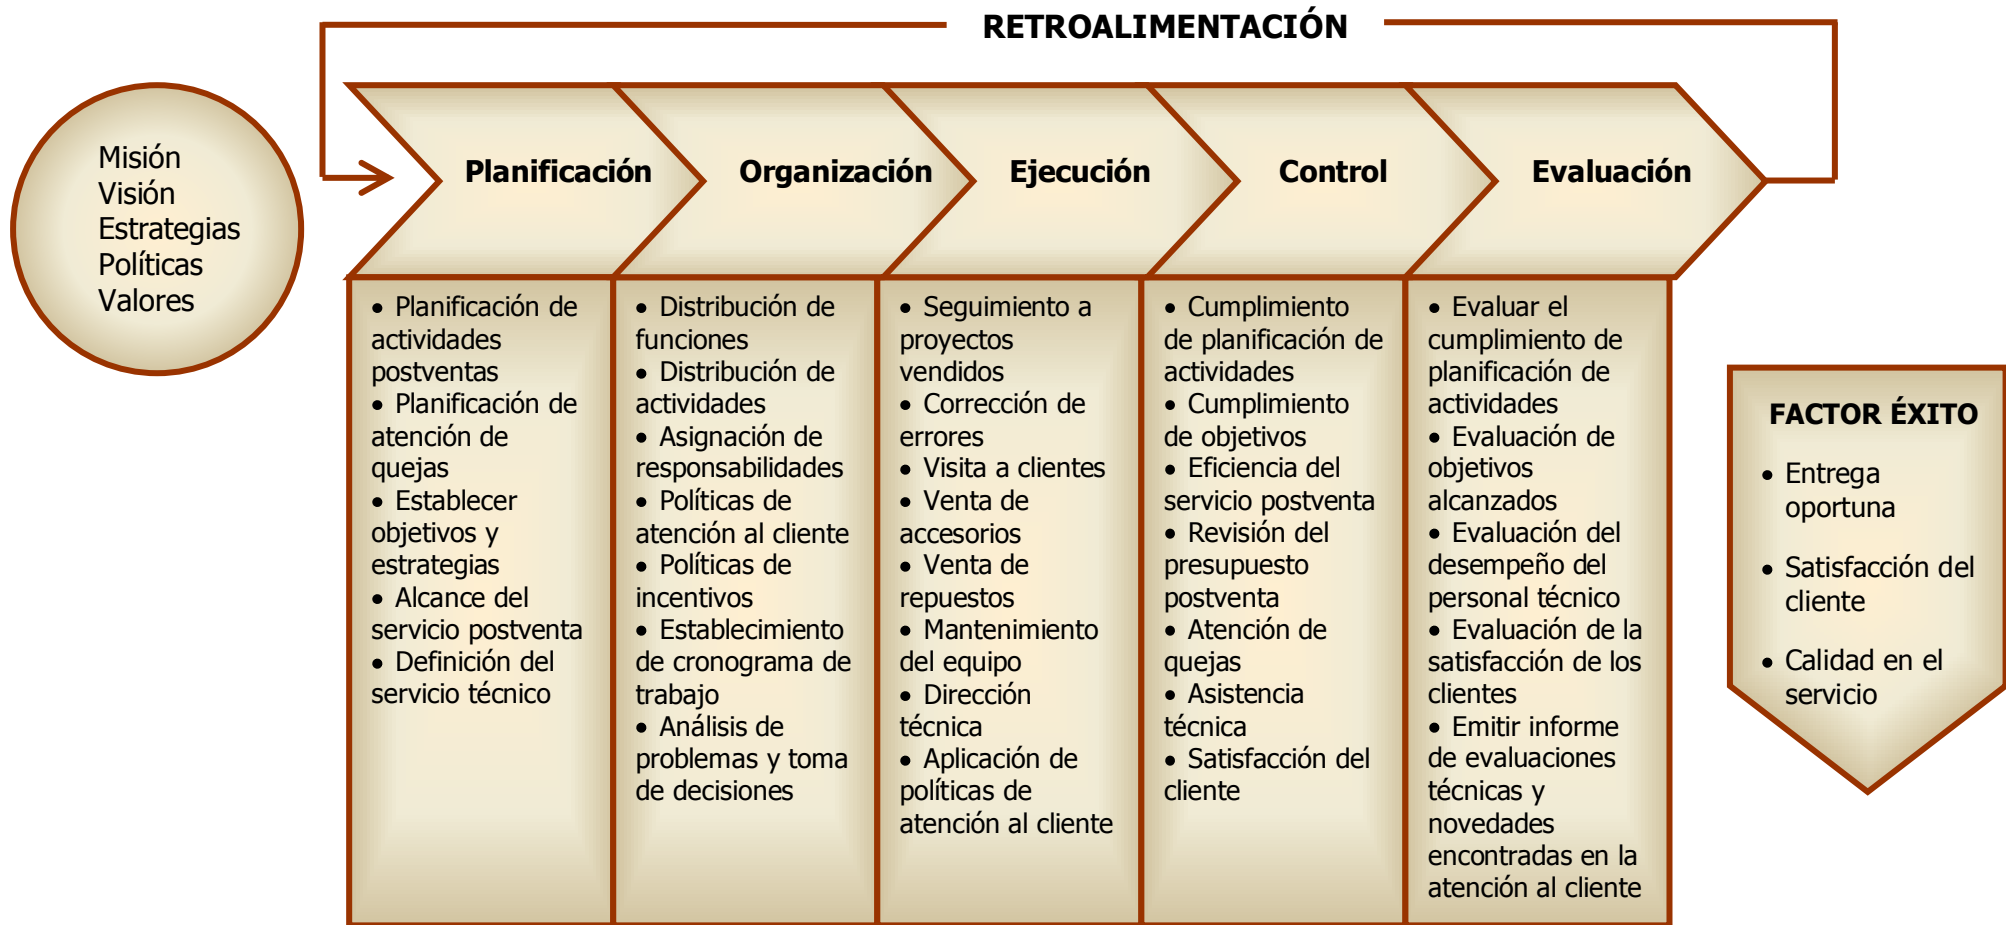 RETROALIMENTACIÓN
Misión
Visión
Estrategias
Políticas
Valores
Planificación
Organización
Ejecución
Control
Evaluación
• Planificación de
actividades
postventas
• Planificación de
atención de
quejas
• Establecer
objetivos y
estrategias
• Alcance del
servicio postventa
• Definición del
servicio técnico
• Distribución de
funciones
• Distribución de
actividades
• Asignación de
responsabilidades
• Políticas de
atención al cliente
• Políticas de
incentivos
• Establecimiento
de cronograma de
trabajo
• Análisis de
problemas y toma
de decisiones
• Seguimiento a
proyectos
vendidos
• Corrección de
errores
• Visita a clientes
• Venta de
accesorios
• Venta de
repuestos
• Mantenimiento
del equipo
• Dirección
técnica
• Aplicación de
políticas de
atención al cliente
• Cumplimiento
de planificación de
actividades
• Cumplimiento
de objetivos
• Eficiencia del
servicio postventa
• Revisión del
presupuesto
postventa
• Atención de
quejas
• Asistencia
técnica
• Satisfacción del
cliente
• Evaluar el
cumplimiento de
planificación de
actividades
• Evaluación de
objetivos
alcanzados
• Evaluación del
desempeño del
personal técnico
• Evaluación de la
satisfacción de los
clientes
• Emitir informe
de evaluaciones
técnicas y
novedades
encontradas en la
atención al cliente
FACTOR ÉXITO
• Entrega
oportuna
• Satisfacción del
cliente
• Calidad en el
servicio